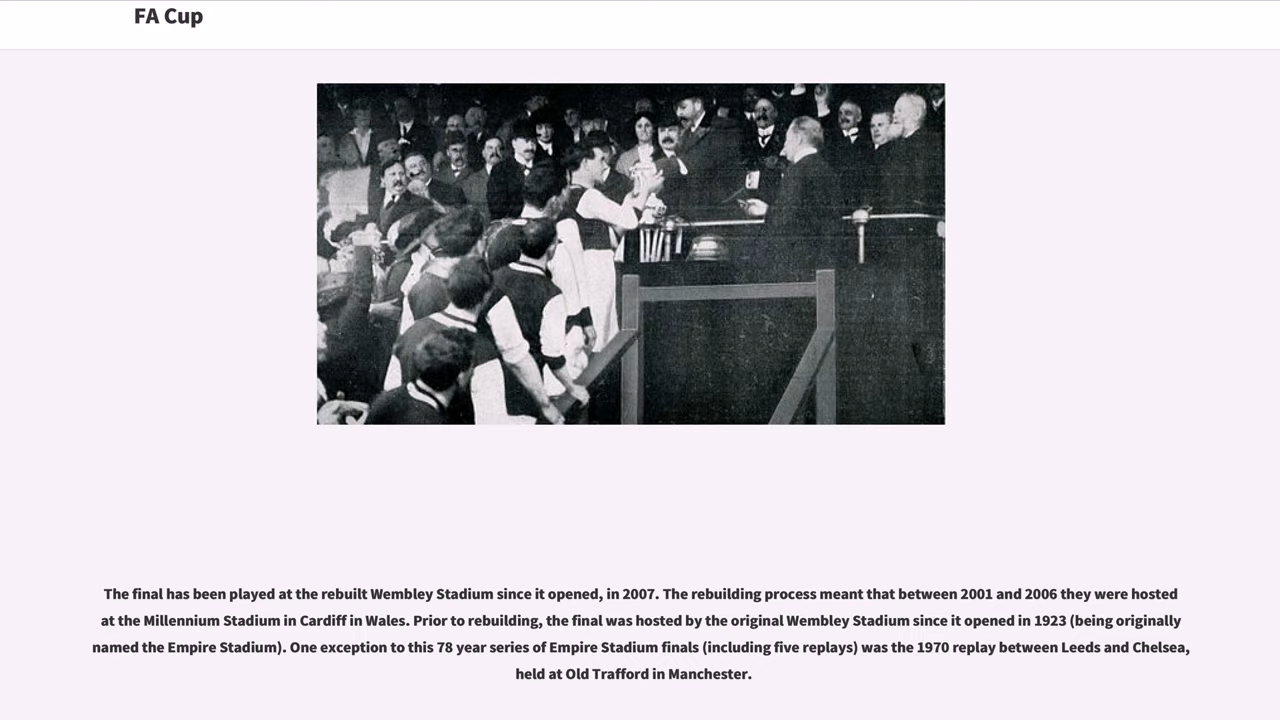 FA Cup
The final has been played at the rebuilt Wembley Stadium since it opened, in 2007. The rebuilding process meant that between 2001 and 2006 they were hosted
at the Millennium Stadium in Cardiff in Wales. Prior to rebuilding, the final was hosted by the original Wembley Stadium since it opened in 1923 (being originally
named the Empire Stadium). One exception to this 78 year series of Empire Stadium finals (including five replays) was the 1970 replay between Leeds and Chelsea,
held at Old Trafford in Manchester.